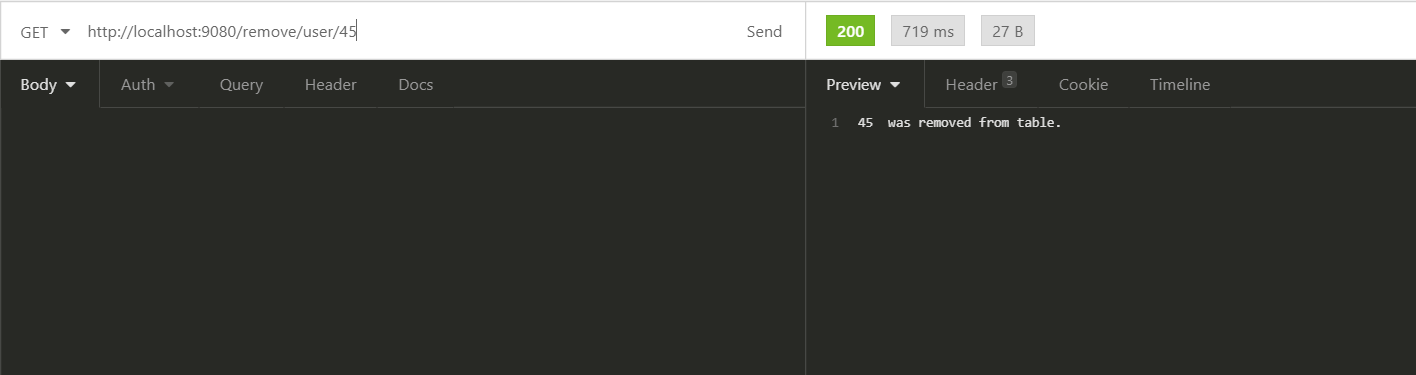 GET http://localhost:9080/remove/user/45 Send 200 719 ms 27 B
Body Auth Query Header Docs Preview Header 3 Cookie Timeline
1 45 was removed from table.